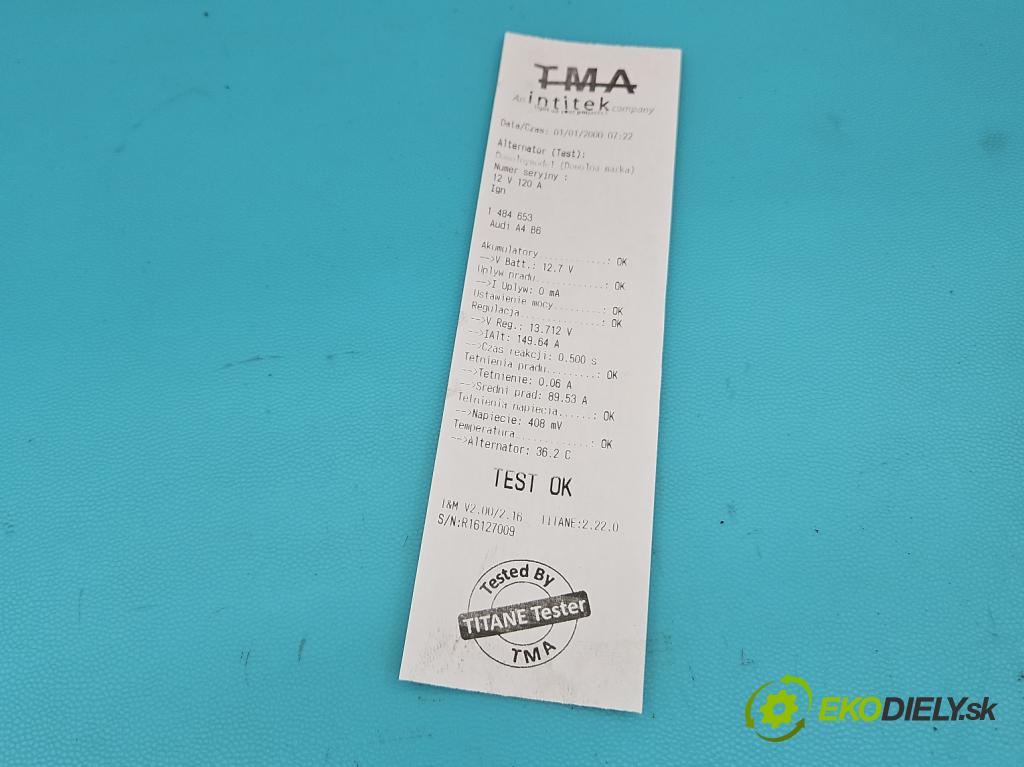 TMA
An intitek company
Data/Czas: 01/01/2000 07:22
Alternator (Test):
(Dowolna marka)
Numer seryjny :
12 V 120 A
Ign
1 484 653
Audi A4 B6
Akumulatory............: OK
-->V Batt.: 12.7 V
Uplyw pradu............: OK
-->I Uplyw: 0 mA
Ustawienie mocy........: OK
Regulacja..............: OK
-->V Reg.: 13.712 V
-->IAlt: 149.64 A
-->Czas reakcji: 0.500 s
Tetnienia pradu........: OK
-->Tetnienie: 0.06 A
-->Sredni prad: 89.53 A
Tetnienia napiecia.....: OK
-->Napiecie: 408 mV
Temperatura............: OK
-->Alternator: 36.2 C
TEST OK
I&M V2.00/2.16 TITANE:2.22.0
S/N:R16127009
Tested By
TITANE Tester
TMA
EKODIELY.sk